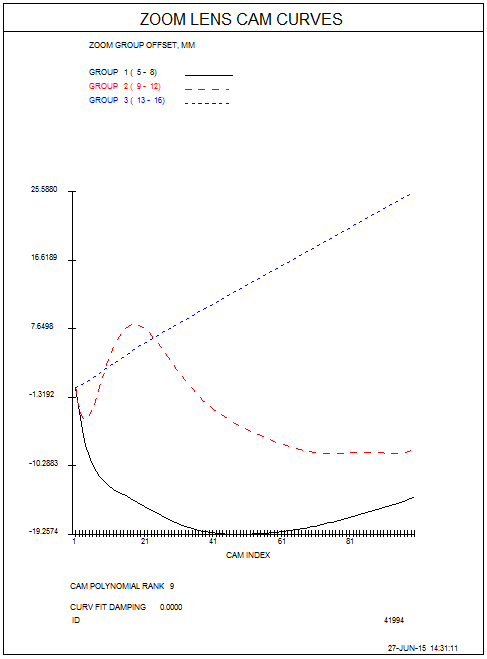 ZOOM LENS CAM CURVES
ZOOM GROUP OFFSET, MM
GROUP 1 ( 5 - 8)
GROUP 2 ( 9 - 12)
GROUP 3 ( 13 - 16)
25.5880
16.6189
7.6498
-1.3192
-10.2883
-19.2574
1 21 41 61 81
CAM INDEX
CAM POLYNOMIAL RANK 9
CURV FIT DAMPING 0.0000
ID 41994
27-JUN-15 14:31:11